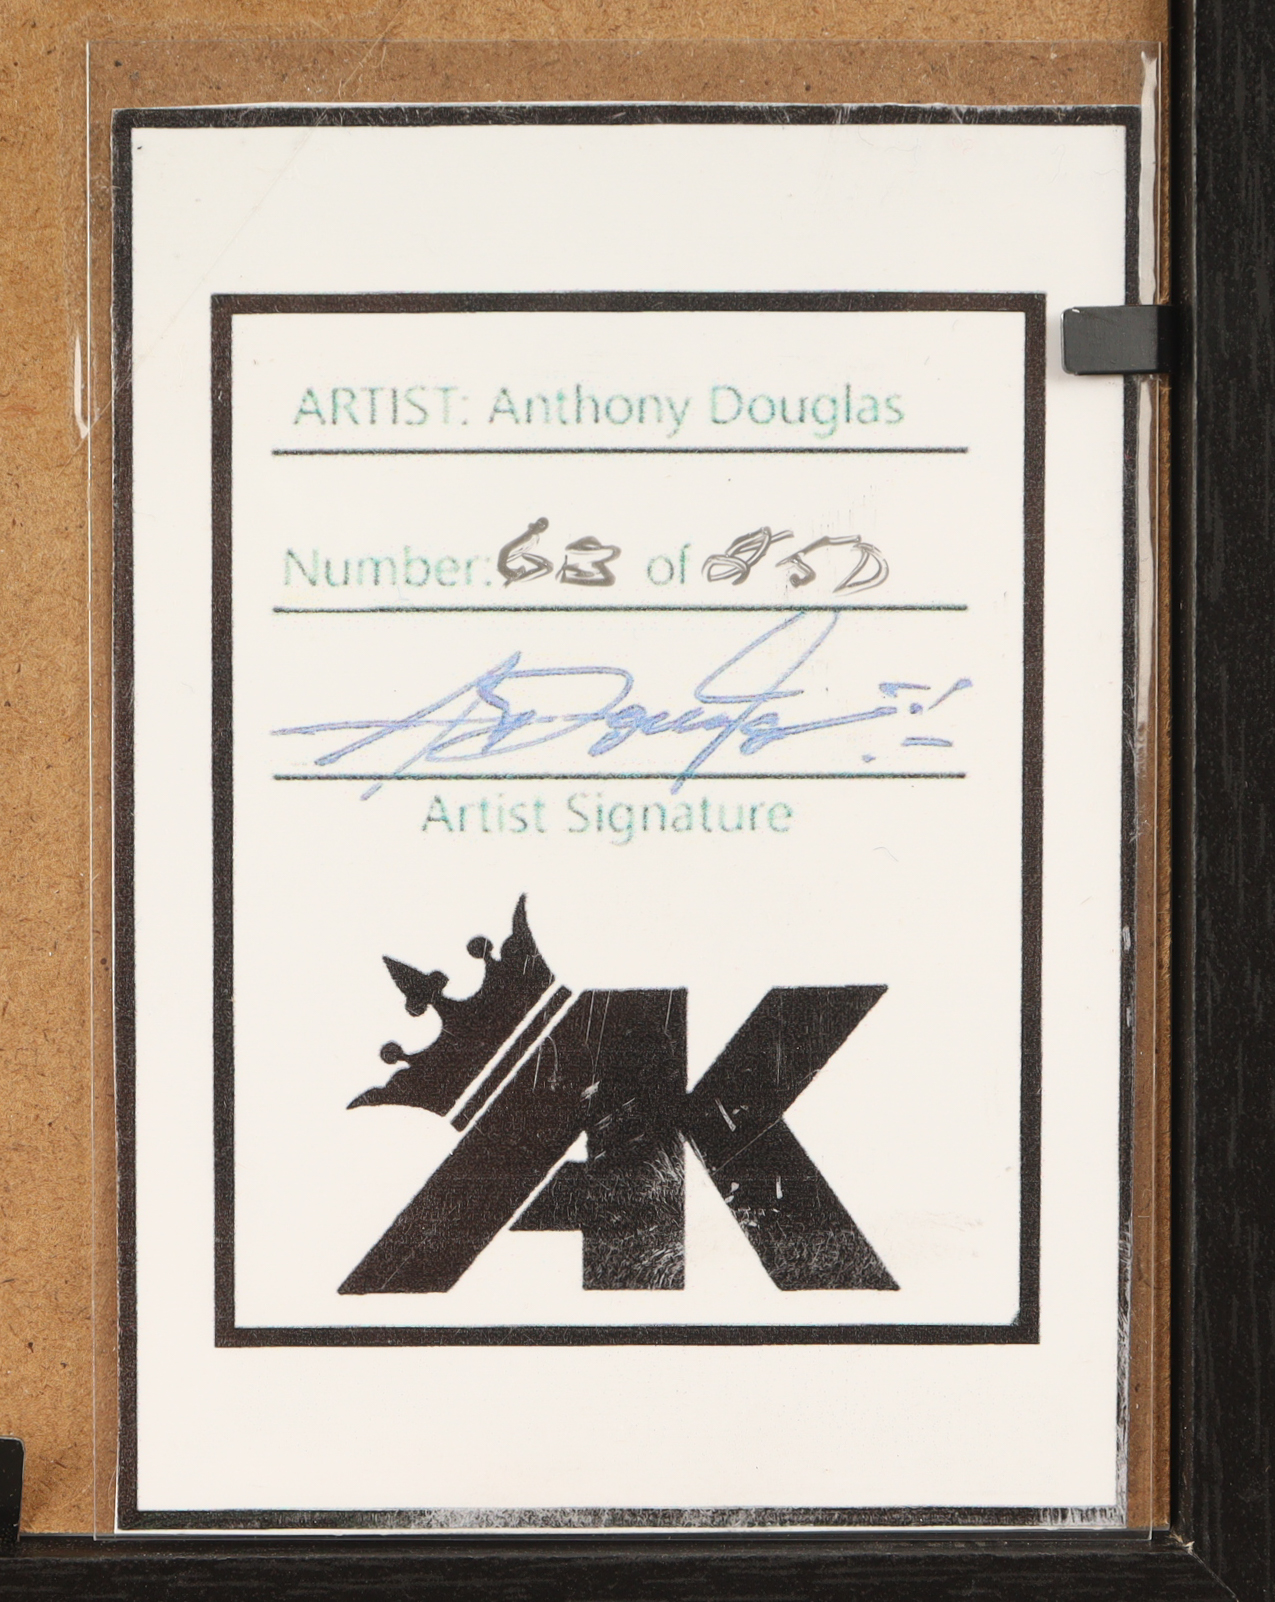 ARTIST: Anthony Douglas
Number: 63 of 850
Artist Signature
AK